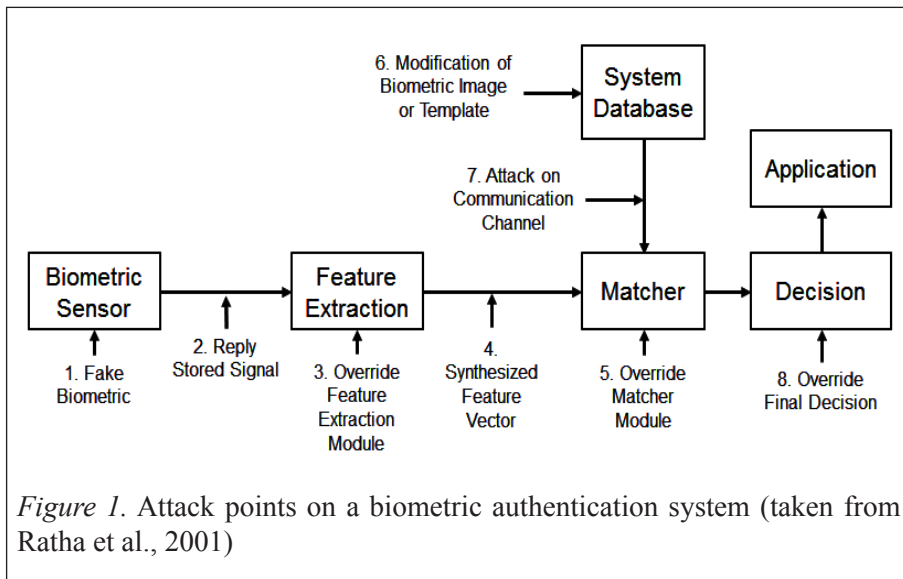 6. Modification of
Biometric Image
or Template
System
Database
7. Attack on
Communication
Channel
Application
Biometric
Sensor
Feature
Extraction
Matcher
Decision
1. Fake
Biometric
2. Reply
Stored Signal
3. Override
Feature
Extraction
Module
4.
Synthesized
Feature
Vector
5. Override
Matcher
Module
8. Override
Final Decision
Figure 1. Attack points on a biometric authentication system (taken from
Ratha et al., 2001)